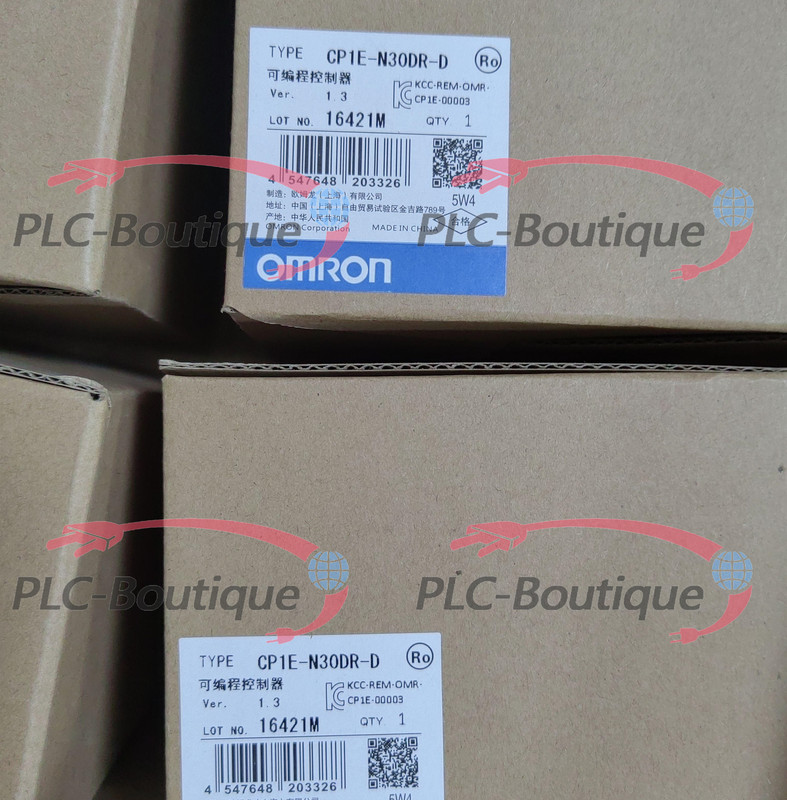 TYPE CP1E-N30DR-D Ro
可编程控制器
KCC-REM-OMR-
CP1E-00003
Ver. 1.3
LOT NO. 16421M QTY 1
4 547648 203326
5W4
制造：欧姆龙（上海）有限公司
地址：中国（上海）自由贸易试验区金吉路789号
产地：中华人民共和国
合格
OMRON Corporation MADE IN CHINA
OMRON
PLC-Boutique
PLC-Boutique
PLC-Boutique
PLC-Boutique
TYPE CP1E-N30DR-D Ro
可编程控制器
KCC-REM-OMR-
CP1E-00003
Ver. 1.3
LOT NO. 16421M QTY 1
4 547648 203326
5W4